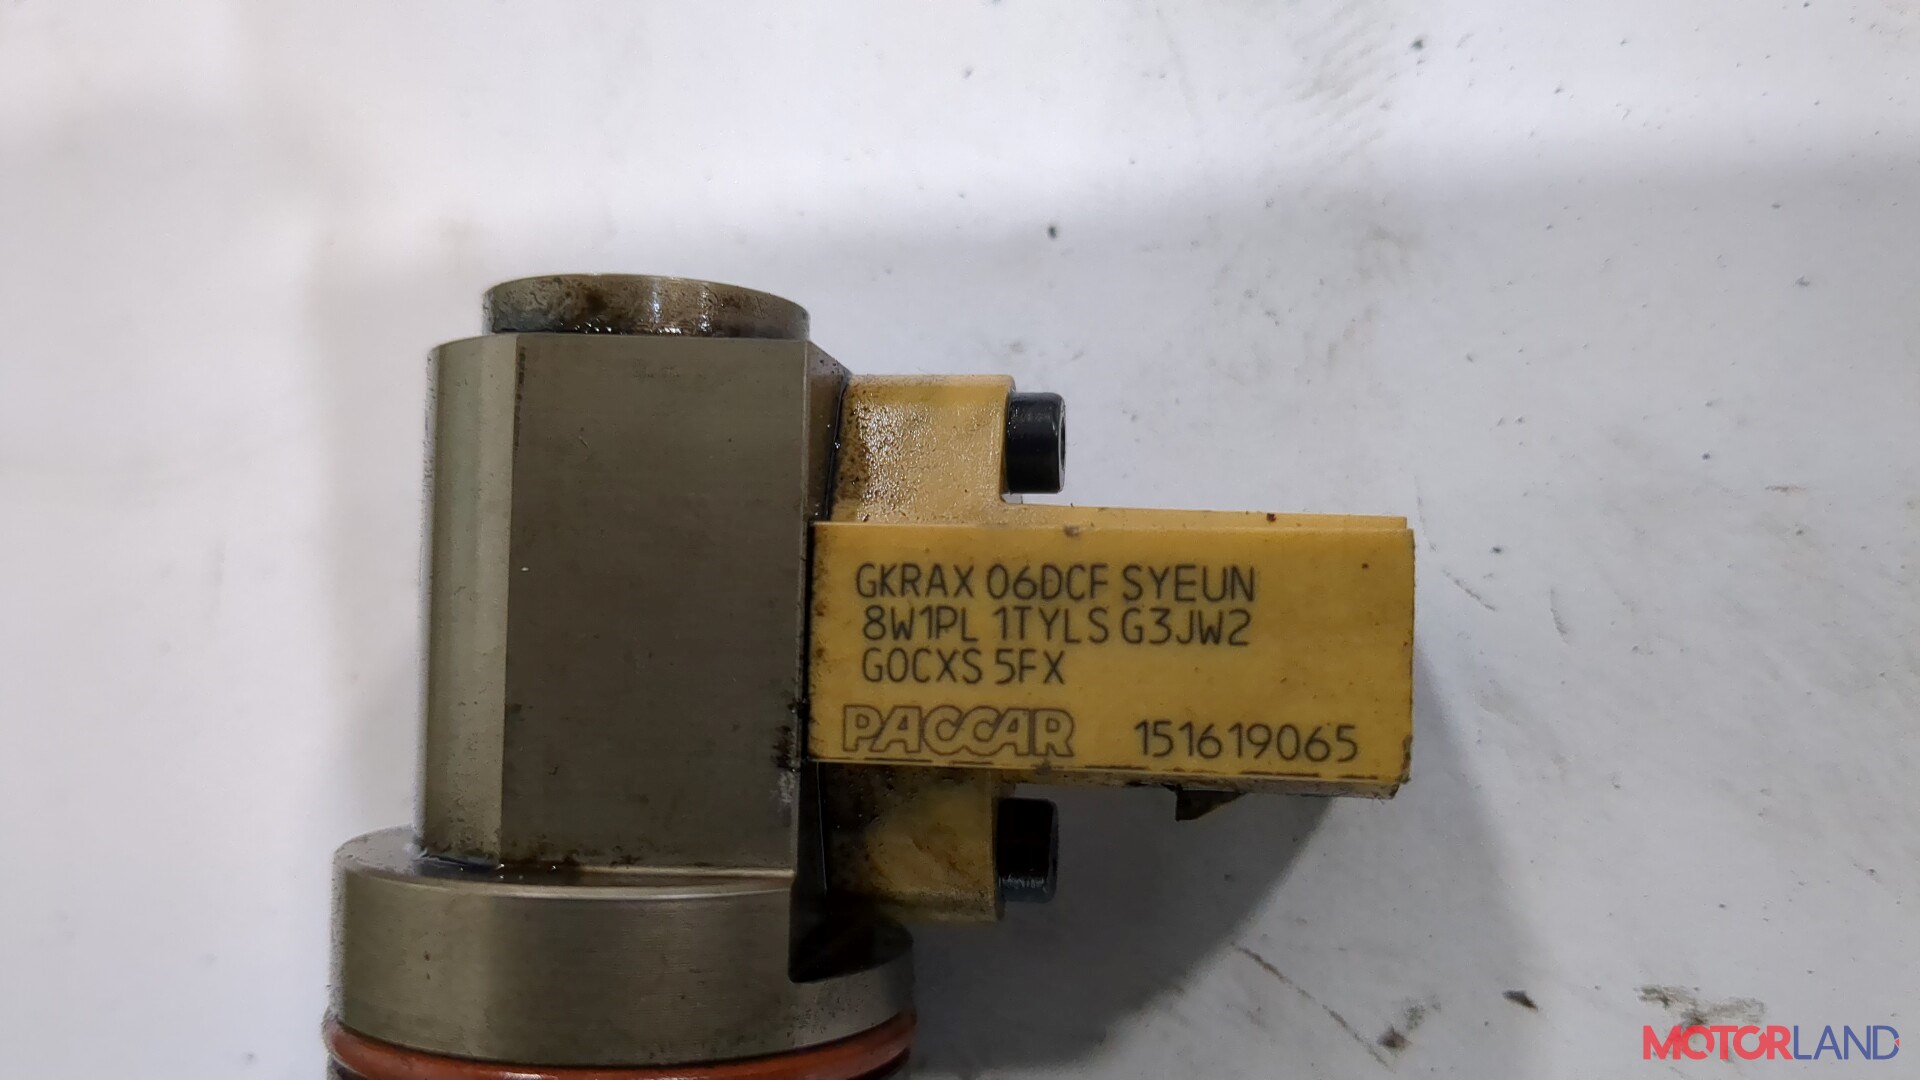 GKRAX 06DCF SYEUN
8W1PL 1TYLS G3JW2
G0CXS 5FX
PACCAR 151619065
MOTORLAND